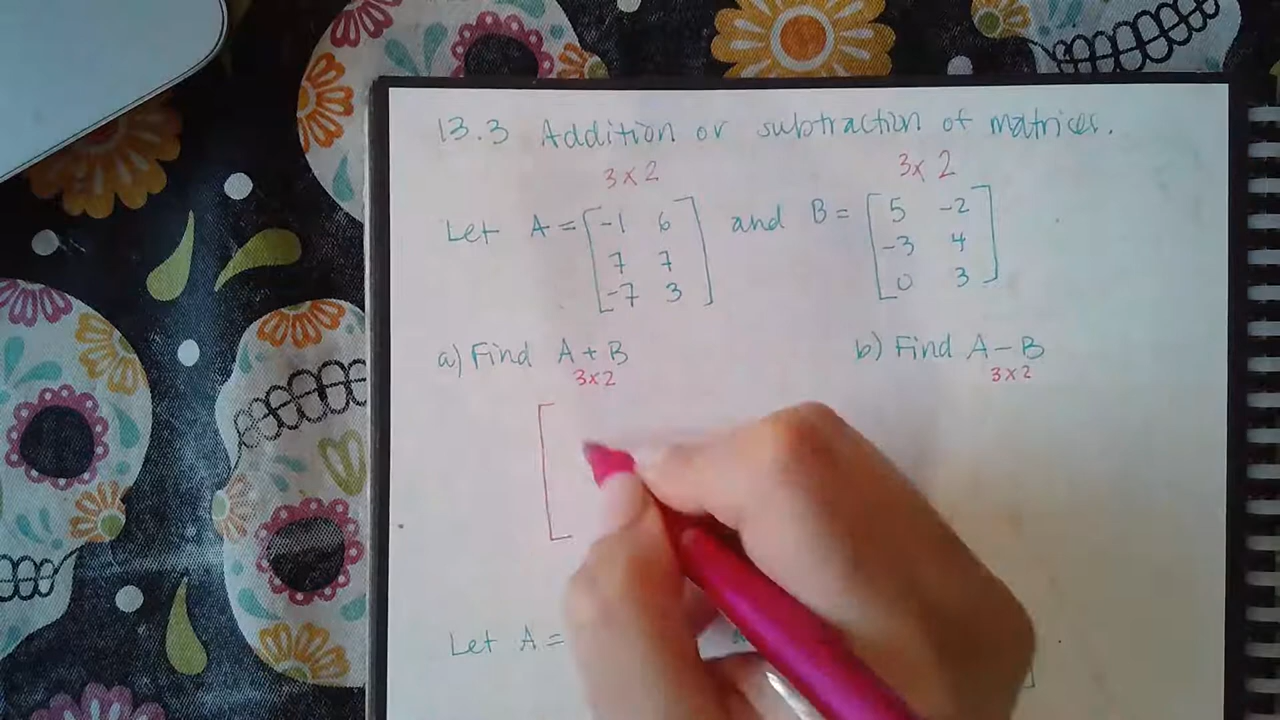 13.3 Addition or subtraction of matrices.
3x2 3x2
Let A = [ -1 6 and B = [ 5 -2
7 7 -3 4
-7 3 ] 0 3 ]
a) Find A + B b) Find A - B
3x2 3x2
[
Let A =